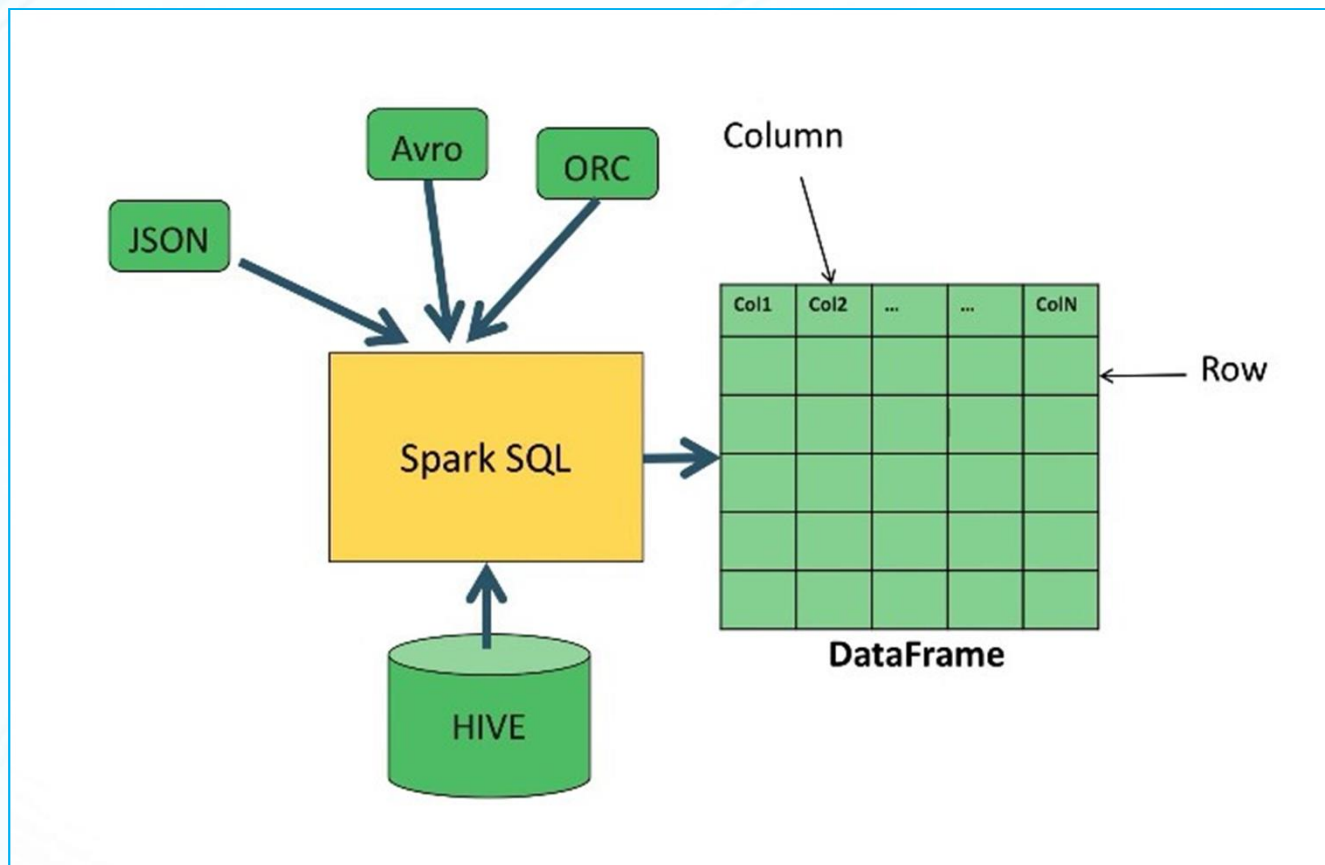 Avro
ORC
JSON
Column
Col1 Col2 ... ... ColN
Row
Spark SQL
DataFrame
HIVE